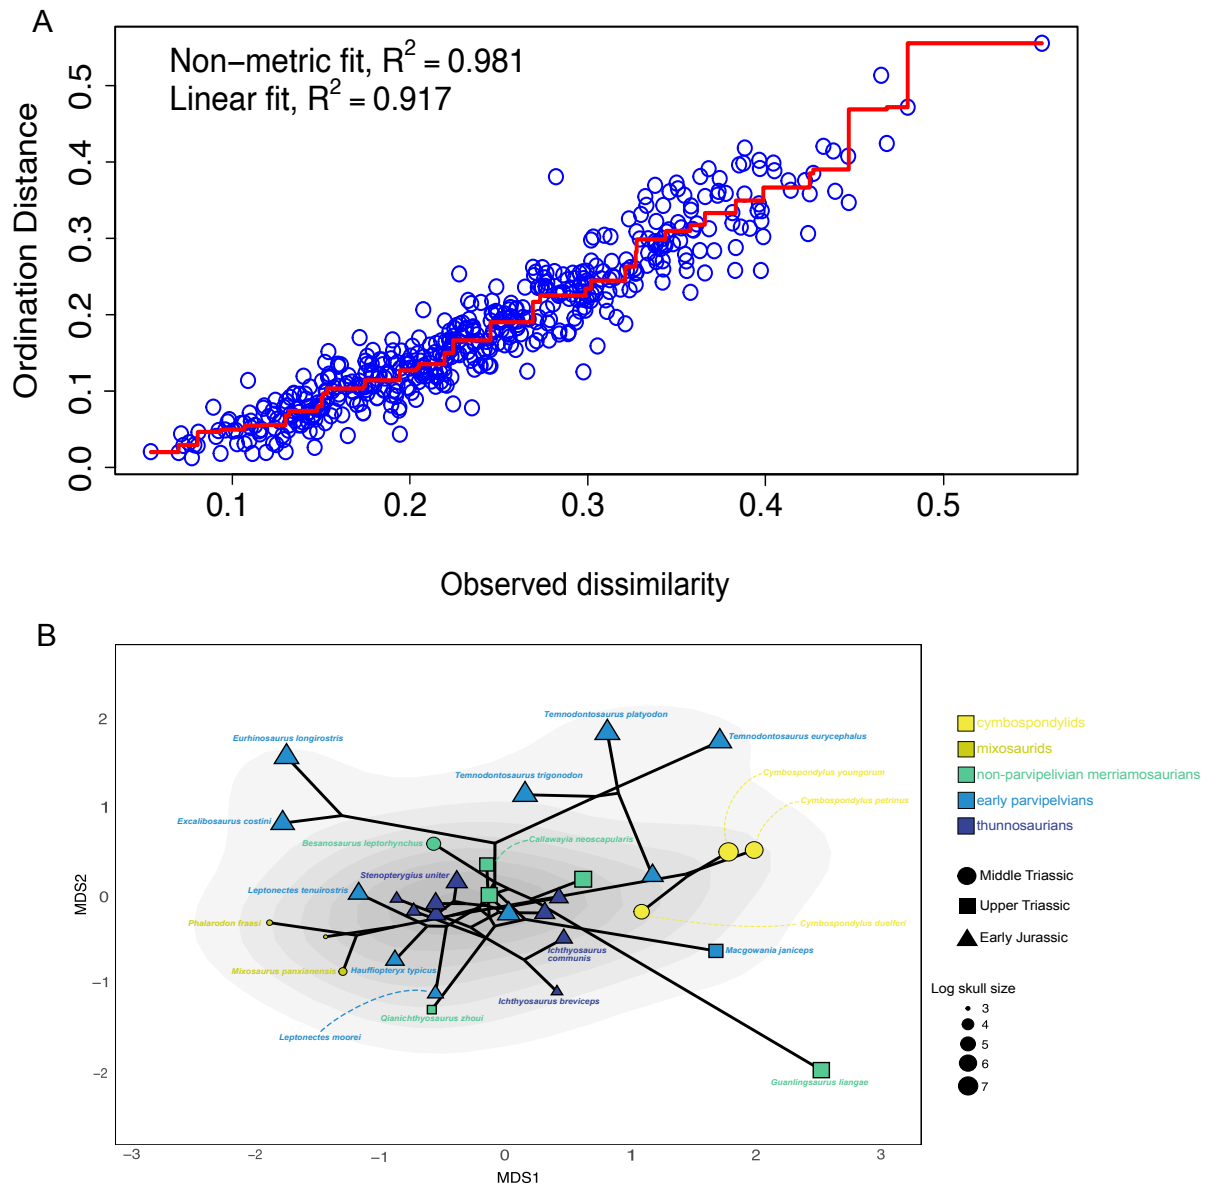 A
Non−metric fit, R² = 0.981
Linear fit, R² = 0.917
Ordination Distance
0.0 0.1 0.2 0.3 0.4 0.5
0.1 0.2 0.3 0.4 0.5
Observed dissimilarity
B
MDS2
2
1
0
−1
−2
Temnodontosaurus platyodon
Eurhinosaurus longirostris
Temnodontosaurus eurycephalus
Temnodontosaurus trigonodon
Cymbospondylus youngorum
Cymbospondylus petrinus
Excalibosaurus costini
Besanosaurus leptorhynchus
Callawayia neoscapularis
Stenopterygius uniter
Leptonectes tenuirostris
Phalarodon fraasi
Cymbospondylus duelferi
Ichthyosaurus
communis
Macgowania janiceps
Mixosaurus panxianensis
Hauffiopteryx typicus
Ichthyosaurus breviceps
Qianichthyosaurus zhoui
Leptonectes moorei
Guanlingsaurus liangae
−3 −2 −1 0 1 2 3
MDS1
cymbospondylids
mixosaurids
non-parvipelvian merriamosaurians
early parvipelvians
thunnosaurians
Middle Triassic
Upper Triassic
Early Jurassic
Log skull size
3
4
5
6
7